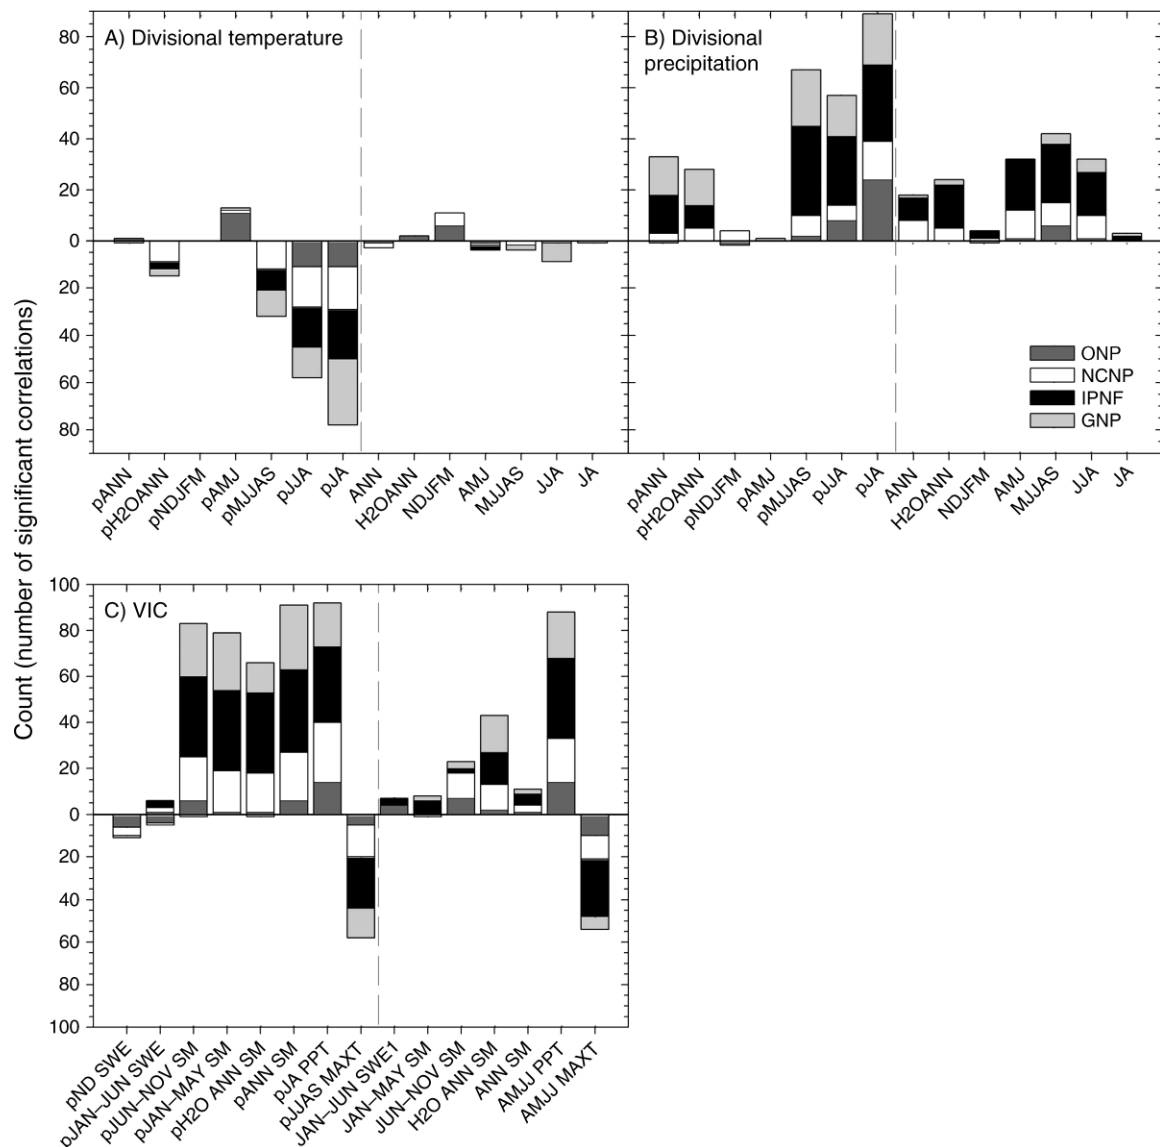 A) Divisional temperature
B) Divisional
precipitation
80
60
40
20
0
20
40
60
80
ONP
NCNP
IPNF
GNP
pANN
pH2OANN
pNDJFM
pAMJ
pMJJAS
pJJA
pJA
ANN
H2OANN
NDJFM
AMJ
MJJAS
JJA
JA
pANN
pH2OANN
pNDJFM
pAMJ
pMJJAS
pJJA
pJA
ANN
H2OANN
NDJFM
AMJ
MJJAS
JJA
JA
Count (number of significant correlations)
C) VIC
100
80
60
40
20
0
20
40
60
80
100
pND SWE
pJAN–JUN SWE
pJUN–NOV SM
pJAN–MAY SM
pH2O ANN SM
pANN SM
pJA PPT
pJJAS MAXT
JAN–JUN SWE1
JAN–MAY SM
JUN–NOV SM
H2O ANN SM
ANN SM
AMJJ PPT
AMJJ MAXT